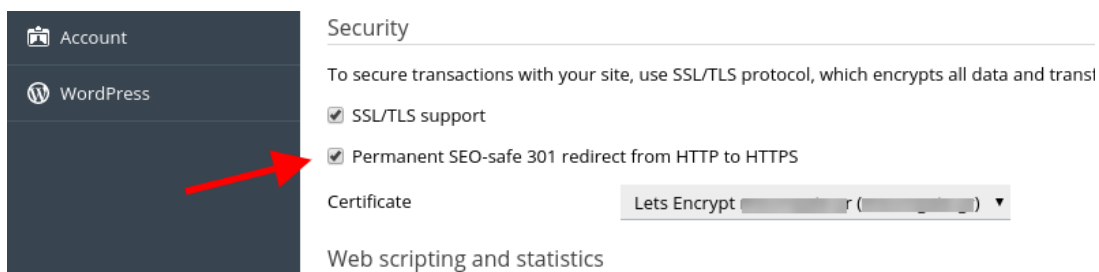 Account
WordPress
Security
To secure transactions with your site, use SSL/TLS protocol, which encrypts all data and
SSL/TLS support
Permanent SEO-safe 301 redirect from HTTP to HTTPS
Certificate
Lets Encrypt
Web scripting and statistics